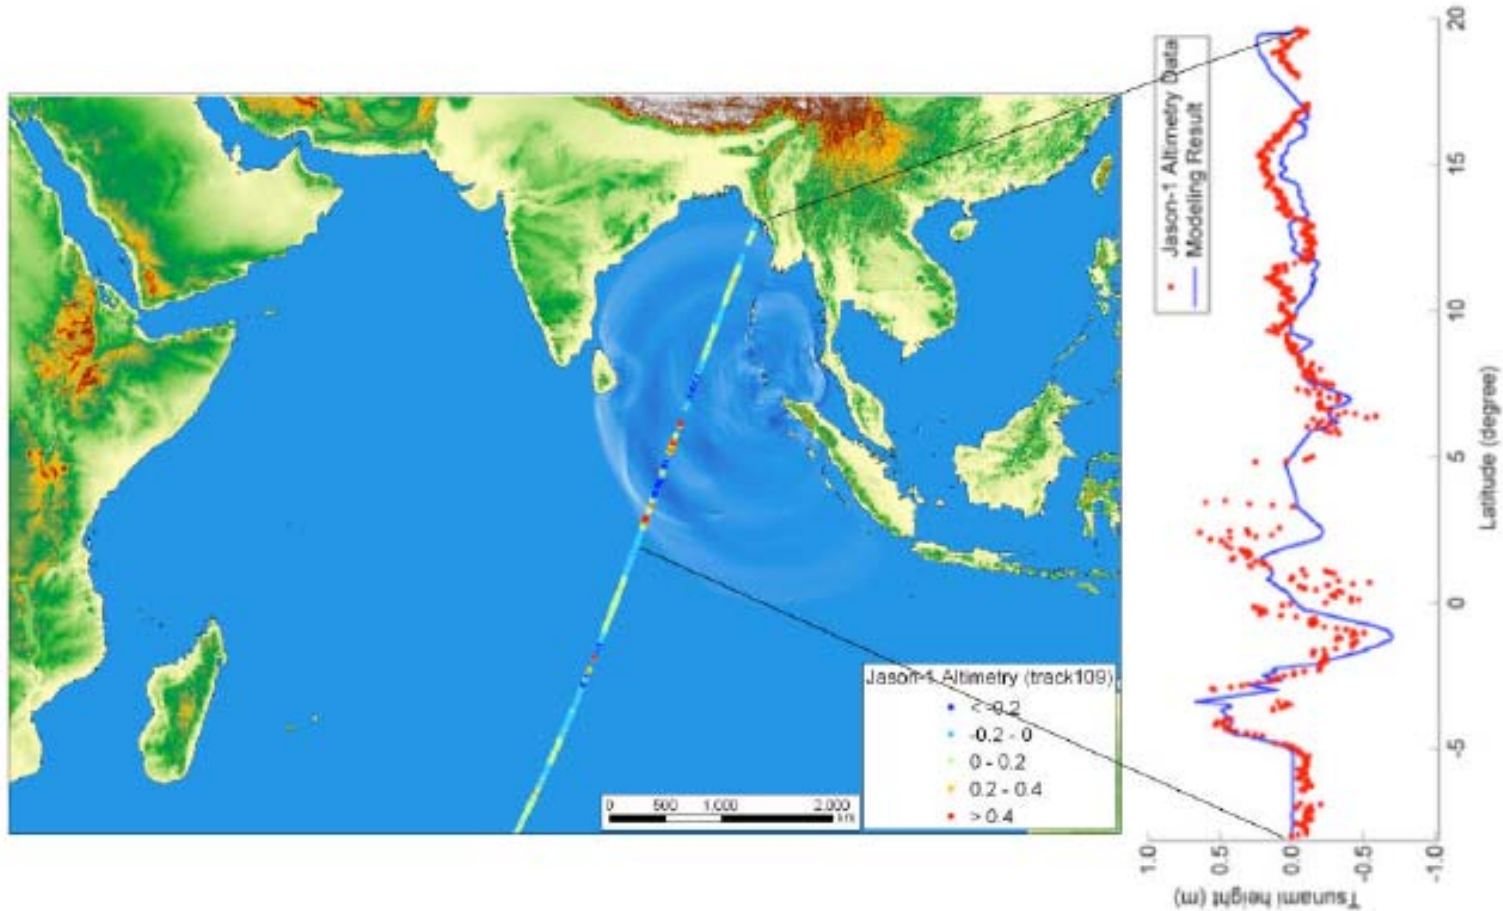 Jason-1 Altimetry (track109)
< -0.2
-0.2 - 0
0 - 0.2
0.2 - 0.4
> 0.4
0 500 1,000 2,000
km
Jason-1 Altimetry Data
Modeling Result
20
15
10
5
0
-5
Latitude (degree)
1.0
0.5
0.0
-0.5
-1.0
Tsunami height (m)